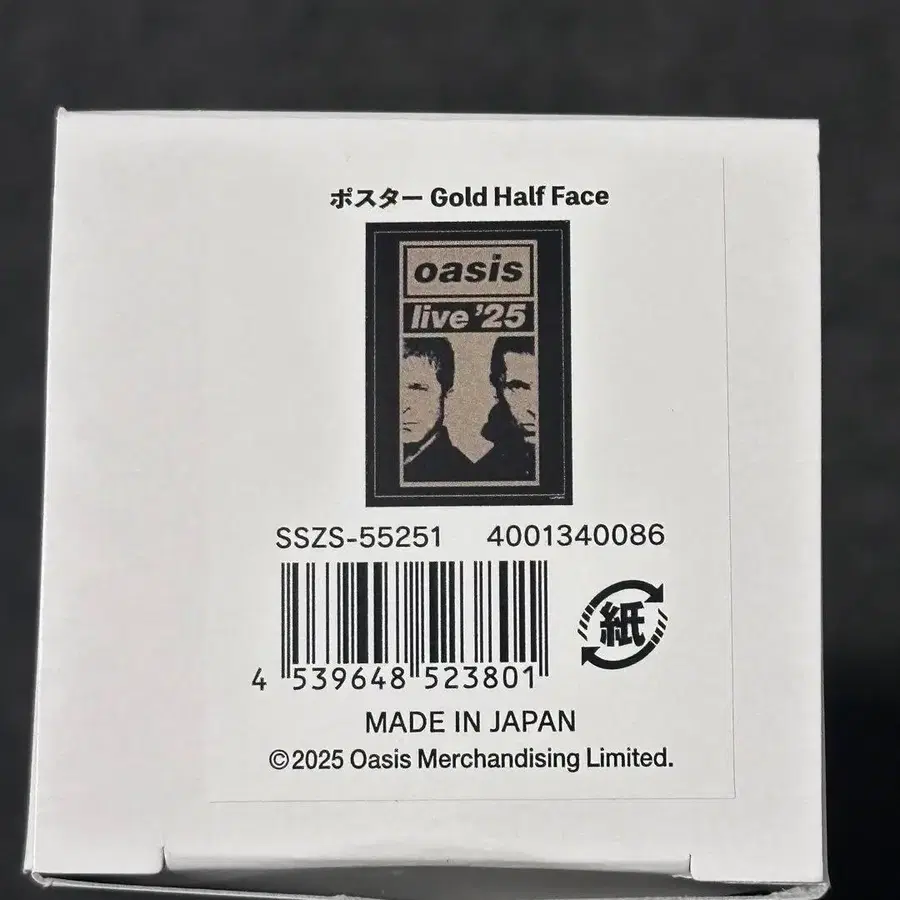 ポスター Gold Half Face
oasis
live '25
SSZS-55251 4001340086
紙
4 539648 523801
MADE IN JAPAN
©2025 Oasis Merchandising Limited.